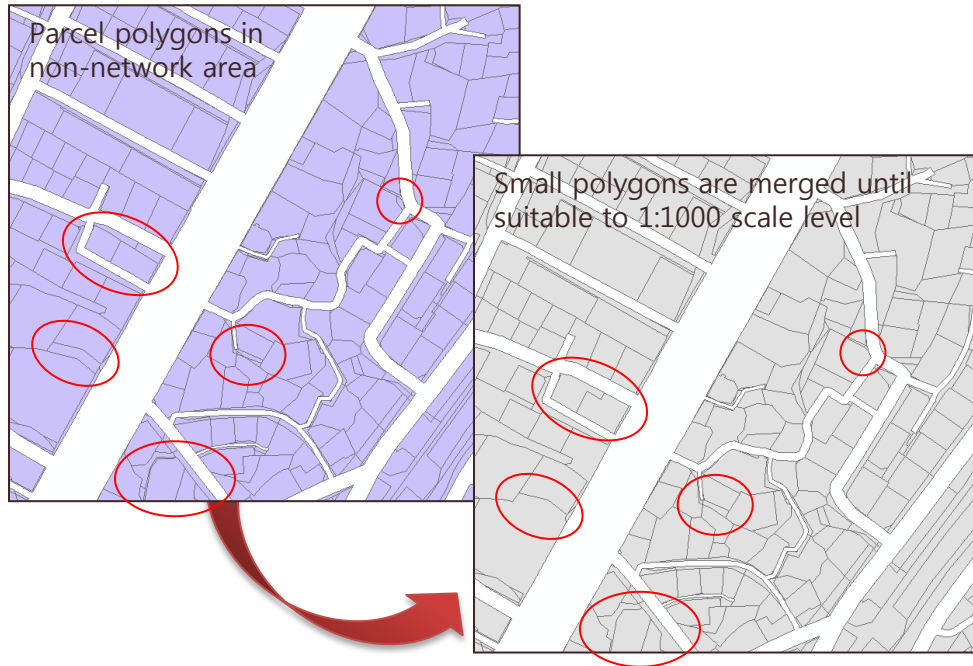 Parcel polygons in
non-network area
Small polygons are merged until
suitable to 1:1000 scale level